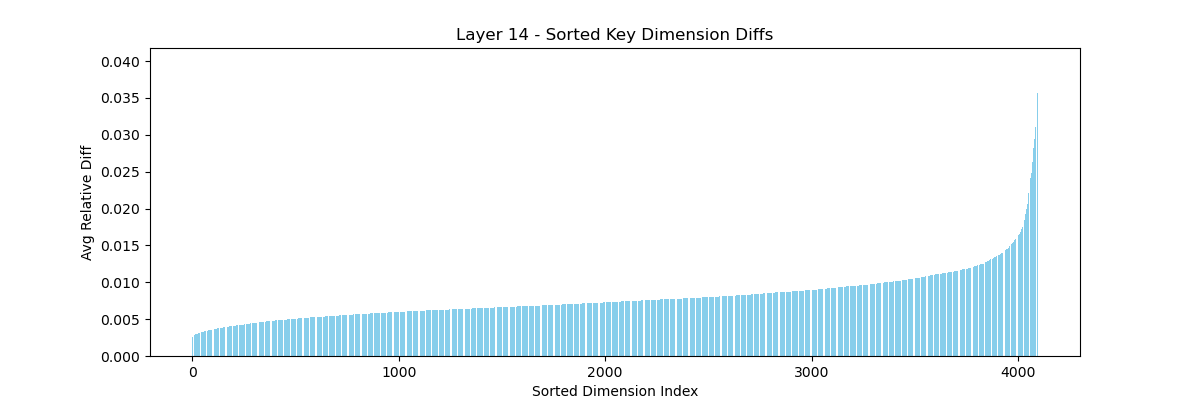 Layer 14 - Sorted Key Dimension Diffs
0.040
0.035
0.030
0.025
0.020
0.015
0.010
0.005
0.000
Avg Relative Diff
0 1000 2000 3000 4000
Sorted Dimension Index